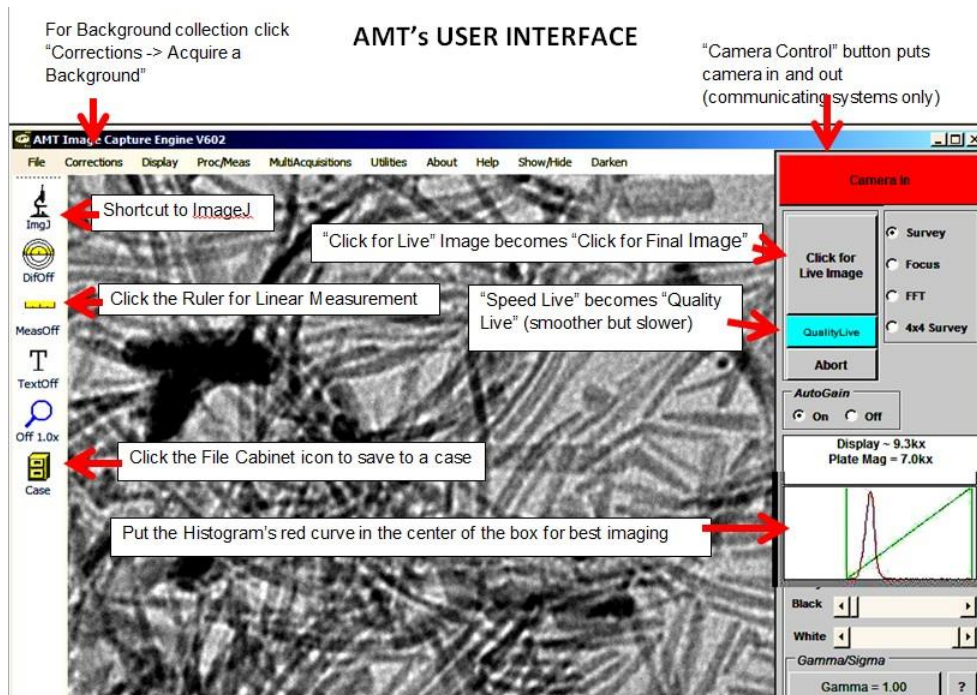 For Background collection click
“Corrections -> Acquire a
Background”
AMT’s USER INTERFACE
“Camera Control” button puts
camera in and out
(communicating systems only)
AMT Image Capture Engine V602
File Corrections Display Proc/Meas MultiAcquisitions Utilities About Help Show/Hide Darken
Camera in
ImgJ
Shortcut to ImageJ
“Click for Live” Image becomes “Click for Final Image”
Click for
Live Image
Survey
Focus
FFT
4x4 Survey
DifOff
Click the Ruler for Linear Measurement
“Speed Live” becomes “Quality
Live” (smoother but slower)
QualityLive
MeasOff
Abort
T
TextOff
AutoGain
On Off
Off 1.0x
Display ~ 9.3kx
Plate Mag = 7.0kx
Click the File Cabinet icon to save to a case
Case
Put the Histogram’s red curve in the center of the box for best imaging
Black
White
Gamma/Sigma
Gamma = 1.00 ?